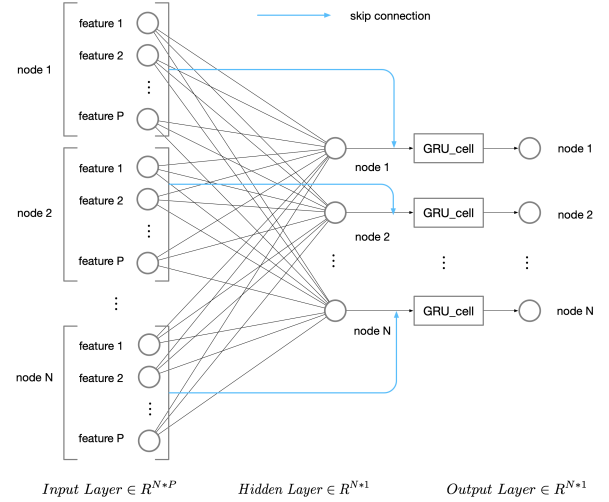 skip connection
node 1
feature 1
feature 2
⋮
feature P
node 2
feature 1
feature 2
⋮
feature P
⋮
node N
feature 1
feature 2
⋮
feature P
node 1
node 2
⋮
node N
GRU_cell
GRU_cell
⋮
GRU_cell
node 1
node 2
⋮
node N
Input Layer ∈ R^{N*P}
Hidden Layer ∈ R^{N*1}
Output Layer ∈ R^{N*1}